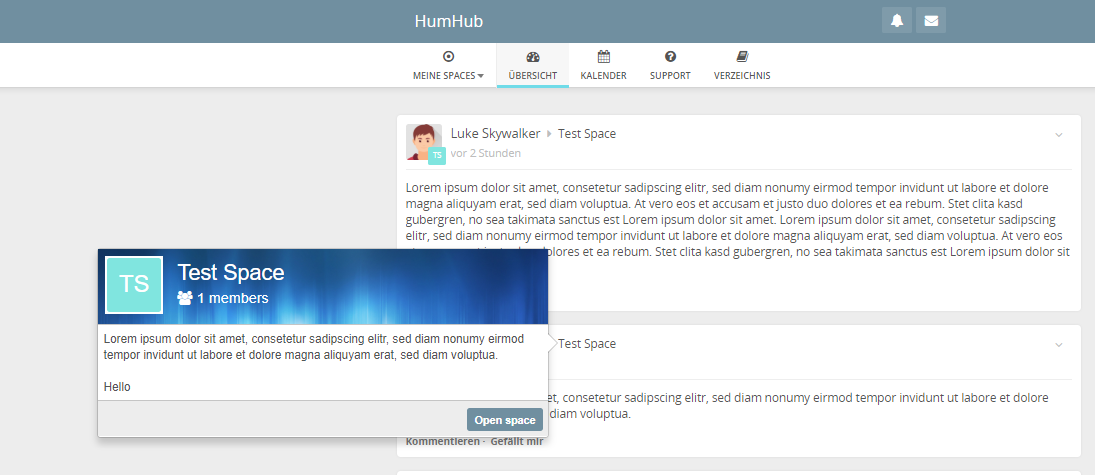 HumHub
MEINE SPACES
ÜBERSICHT
KALENDER
SUPPORT
VERZEICHNIS
Luke Skywalker Test Space
TS
vor 2 Stunden
Lorem ipsum dolor sit amet, consetetur sadipscing elitr, sed diam nonumy eirmod tempor invidunt ut labore et dolore
magna aliquyam erat, sed diam voluptua. At vero eos et accusam et justo duo dolores et ea rebum. Stet clita kasd
gubergren, no sea takimata sanctus est Lorem ipsum dolor sit amet. Lorem ipsum dolor sit amet, consetetur sadipscing
elitr, sed diam nonumy eirmod tempor invidunt ut labore et dolore magna aliquyam erat, sed diam voluptua. At vero eos
dolores et ea rebum. Stet clita kasd gubergren, no sea takimata sanctus est Lorem ipsum dolor sit
TS
Test Space
1 members
Lorem ipsum dolor sit amet, consetetur sadipscing elitr, sed diam nonumy eirmod
tempor invidunt ut labore et dolore magna aliquyam erat, sed diam voluptua.
Hello
Open space
Test Space
et, consetetur sadipscing elitr, sed diam nonumy eirmod tempor invidunt ut labore et dolore
diam voluptua.
Kommentieren · Gefällt mir